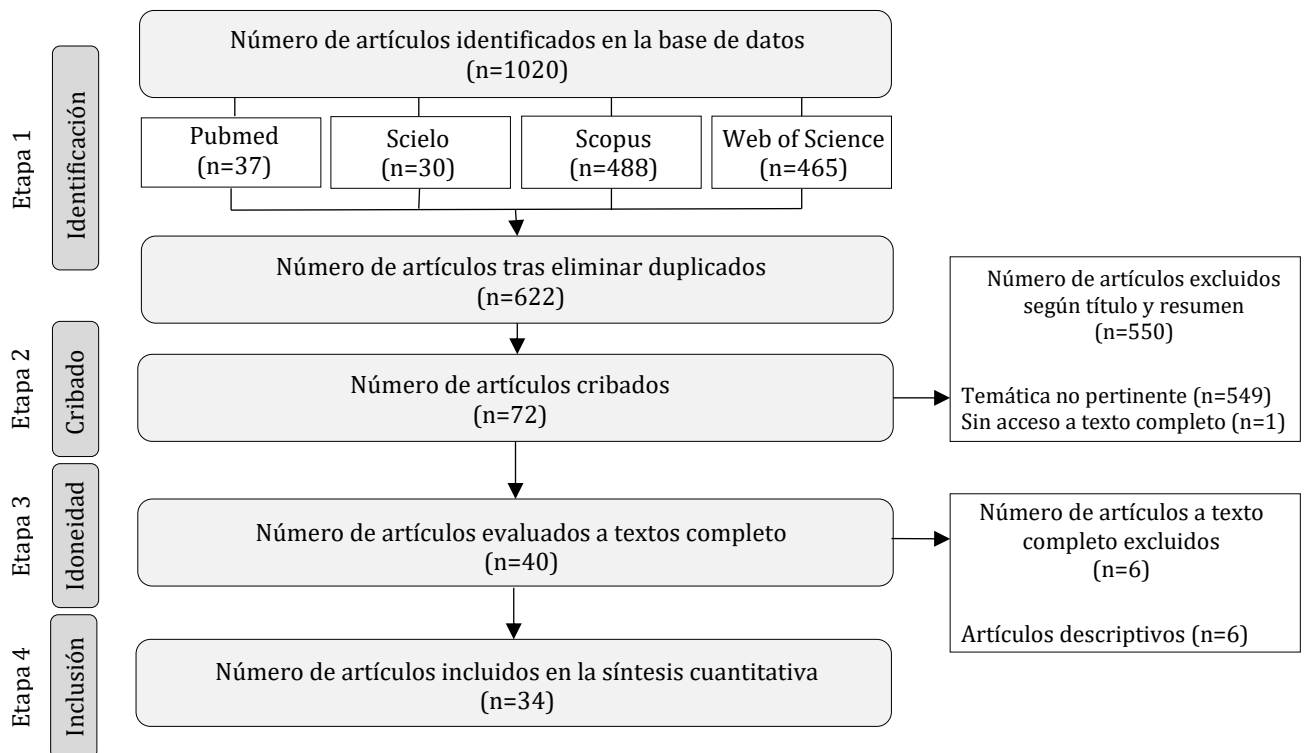 Número de artículos identificados en la base de datos
(n=1020)
Etapa 1
Identificación
Pubmed
(n=37)
Scielo
(n=30)
Scopus
(n=488)
Web of Science
(n=465)
Número de artículos tras eliminar duplicados
(n=622)
Número de artículos excluidos
según título y resumen
(n=550)
Temática no pertinente (n=549)
Sin acceso a texto completo (n=1)
Etapa 2
Cribado
Número de artículos cribados
(n=72)
Etapa 3
Idoneidad
Número de artículos evaluados a textos completo
(n=40)
Número de artículos a texto
completo excluidos
(n=6)
Artículos descriptivos (n=6)
Etapa 4
Inclusión
Número de artículos incluidos en la síntesis cuantitativa
(n=34)